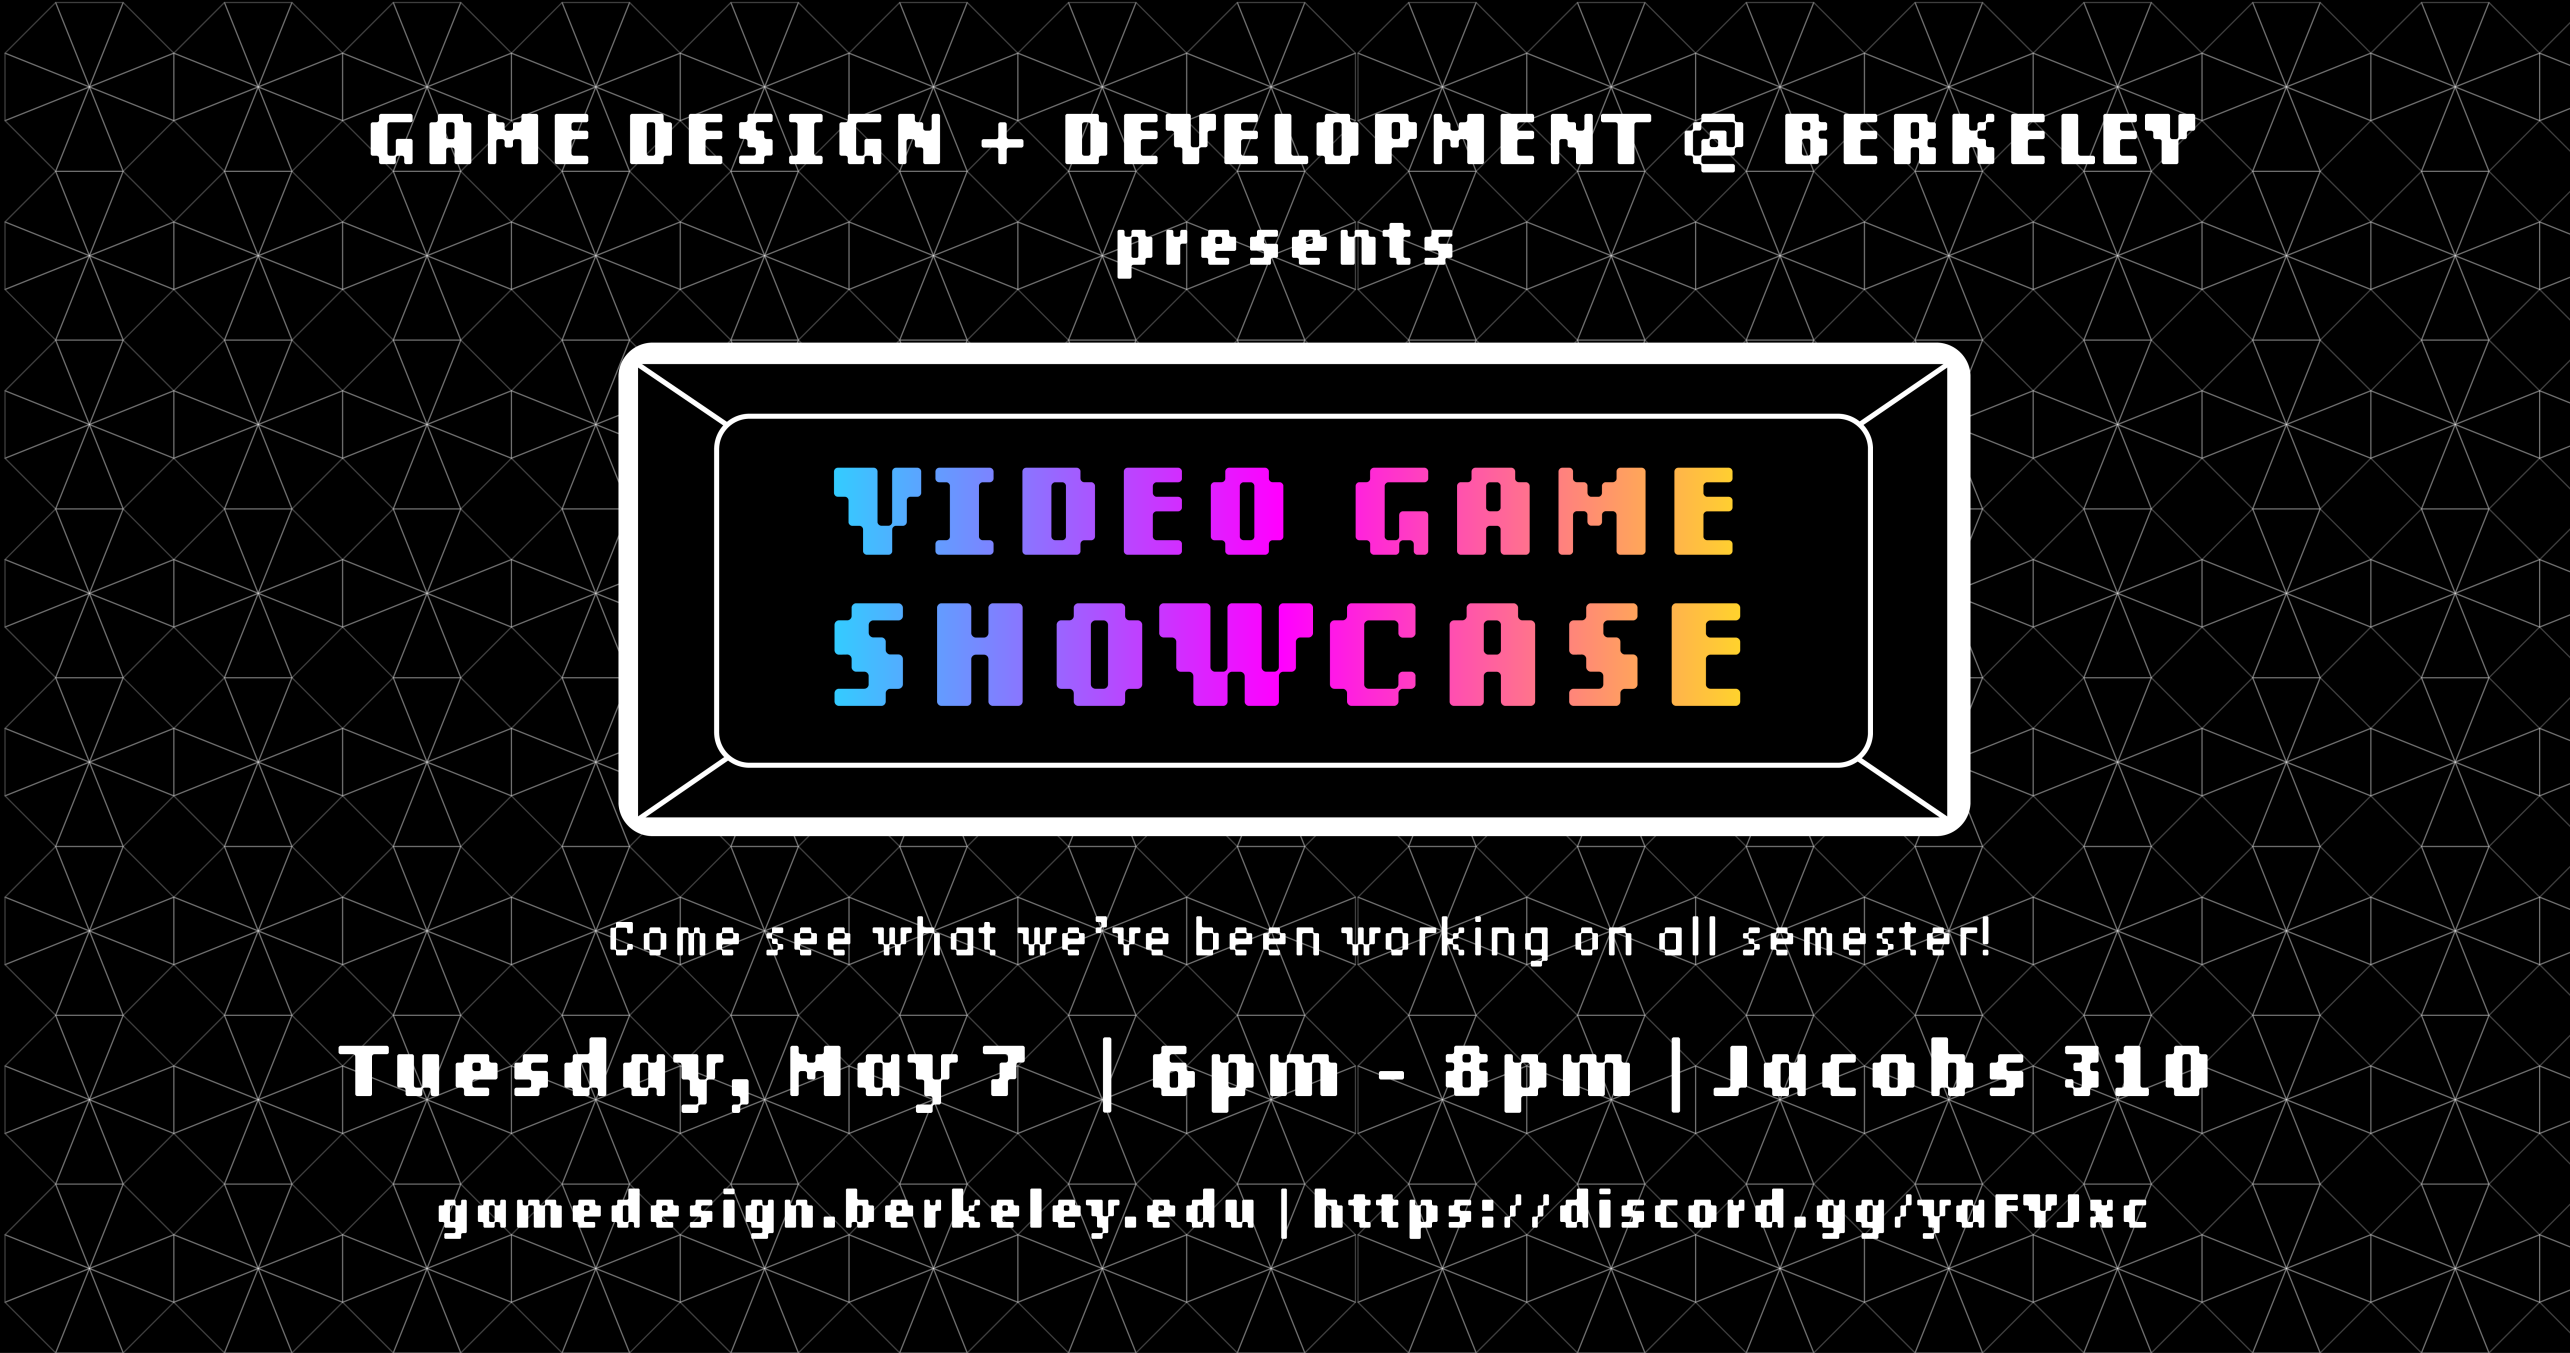 GAME DESIGN + DEVELOPMENT @ BERKELEY
presents
VIDEO GAME
SHOWCASE
Come see what we've been working on all semester!
Tuesday, May 7 | 6pm - 8pm | Jacobs 310
gamedesign.berkeley.edu | https://discord.gg/yaFVJxc